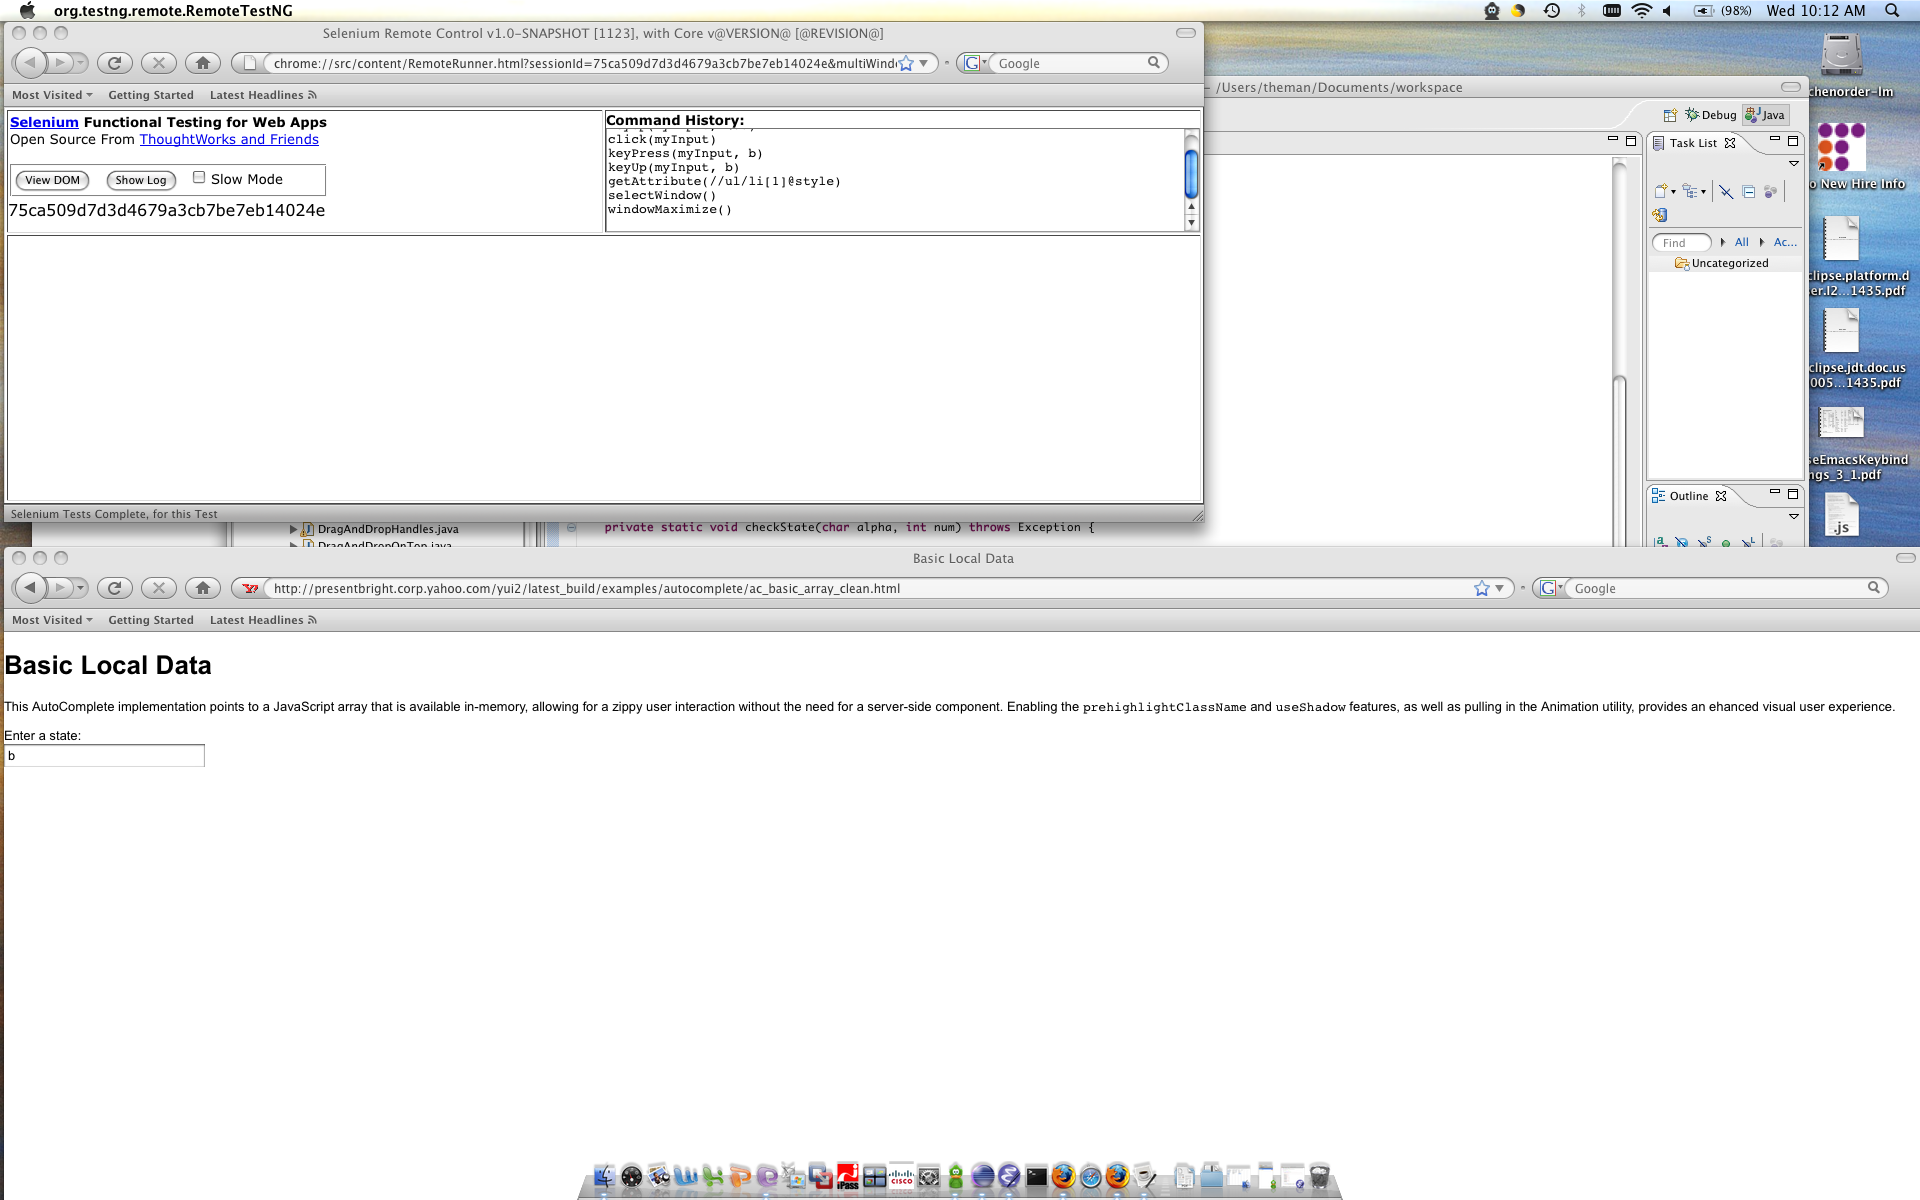 org.testng.remote.RemoteTestNG
(98%) Wed 10:12 AM
Selenium Remote Control v1.0-SNAPSHOT [1123], with Core v@VERSION@ [@REVISION@]
chrome://src/content/RemoteRunner.html?sessionId=75ca509d7d3d4679a3cb7be7eb14024e&multiWind
Google
Most Visited
Getting Started
Latest Headlines
Selenium Functional Testing for Web Apps
Open Source From ThoughtWorks and Friends
View DOM
Show Log
Slow Mode
75ca509d7d3d4679a3cb7be7eb14024e
Command History:
click(myInput)
keyPress(myInput, b)
keyUp(myInput, b)
getAttribute(//ul/li[1]@style)
selectWindow()
windowMaximize()
Selenium Tests Complete, for this Test
– /Users/theman/Documents/workspace
Debug
Java
Task List
Find
All
Ac...
Uncategorized
Outline
chenorder-lm
o New Hire Info
clipse.platform.d
er.l2...1435.pdf
clipse.jdt.doc.us
005...1435.pdf
seEmacsKeybind
ngs_3_1.pdf
.js
DragAndDropHandles.java
private static void checkState(char alpha, int num) throws Exception {
DragAndDropOnTop.java
Basic Local Data
http://presentbright.corp.yahoo.com/yui2/latest_build/examples/autocomplete/ac_basic_array_clean.html
Google
Most Visited
Getting Started
Latest Headlines
Basic Local Data
This AutoComplete implementation points to a JavaScript array that is available in-memory, allowing for a zippy user interaction without the need for a server-side component. Enabling the prehighlightClassName and useShadow features, as well as pulling in the Animation utility, provides an ehanced visual user experience.
Enter a state:
b
iPass
CISCO